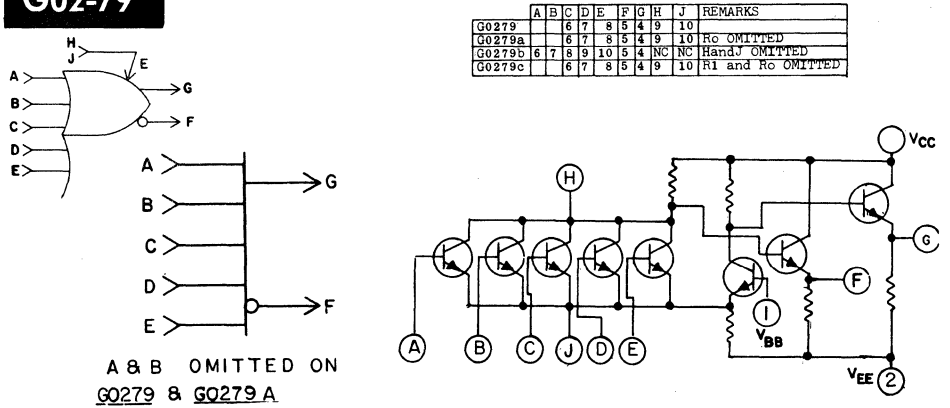 G02-79
A B C D E F G H J REMARKS
G0279 6 7 8 5 4 9 10
G0279a 6 7 8 5 4 9 10 Ro OMITTED
G0279b 6 7 8 9 10 5 4 NC NC HandJ OMITTED
G0279c 6 7 8 5 4 9 10 R1 and Ro OMITTED
H
J
E
A
B
C
D
E
G
F
A
B
C
D
E
G
F
A & B OMITTED ON
G0279 & G0279 A
VCC
H
G
F
1
VBB
A
B
C
J
D
E
VEE 2